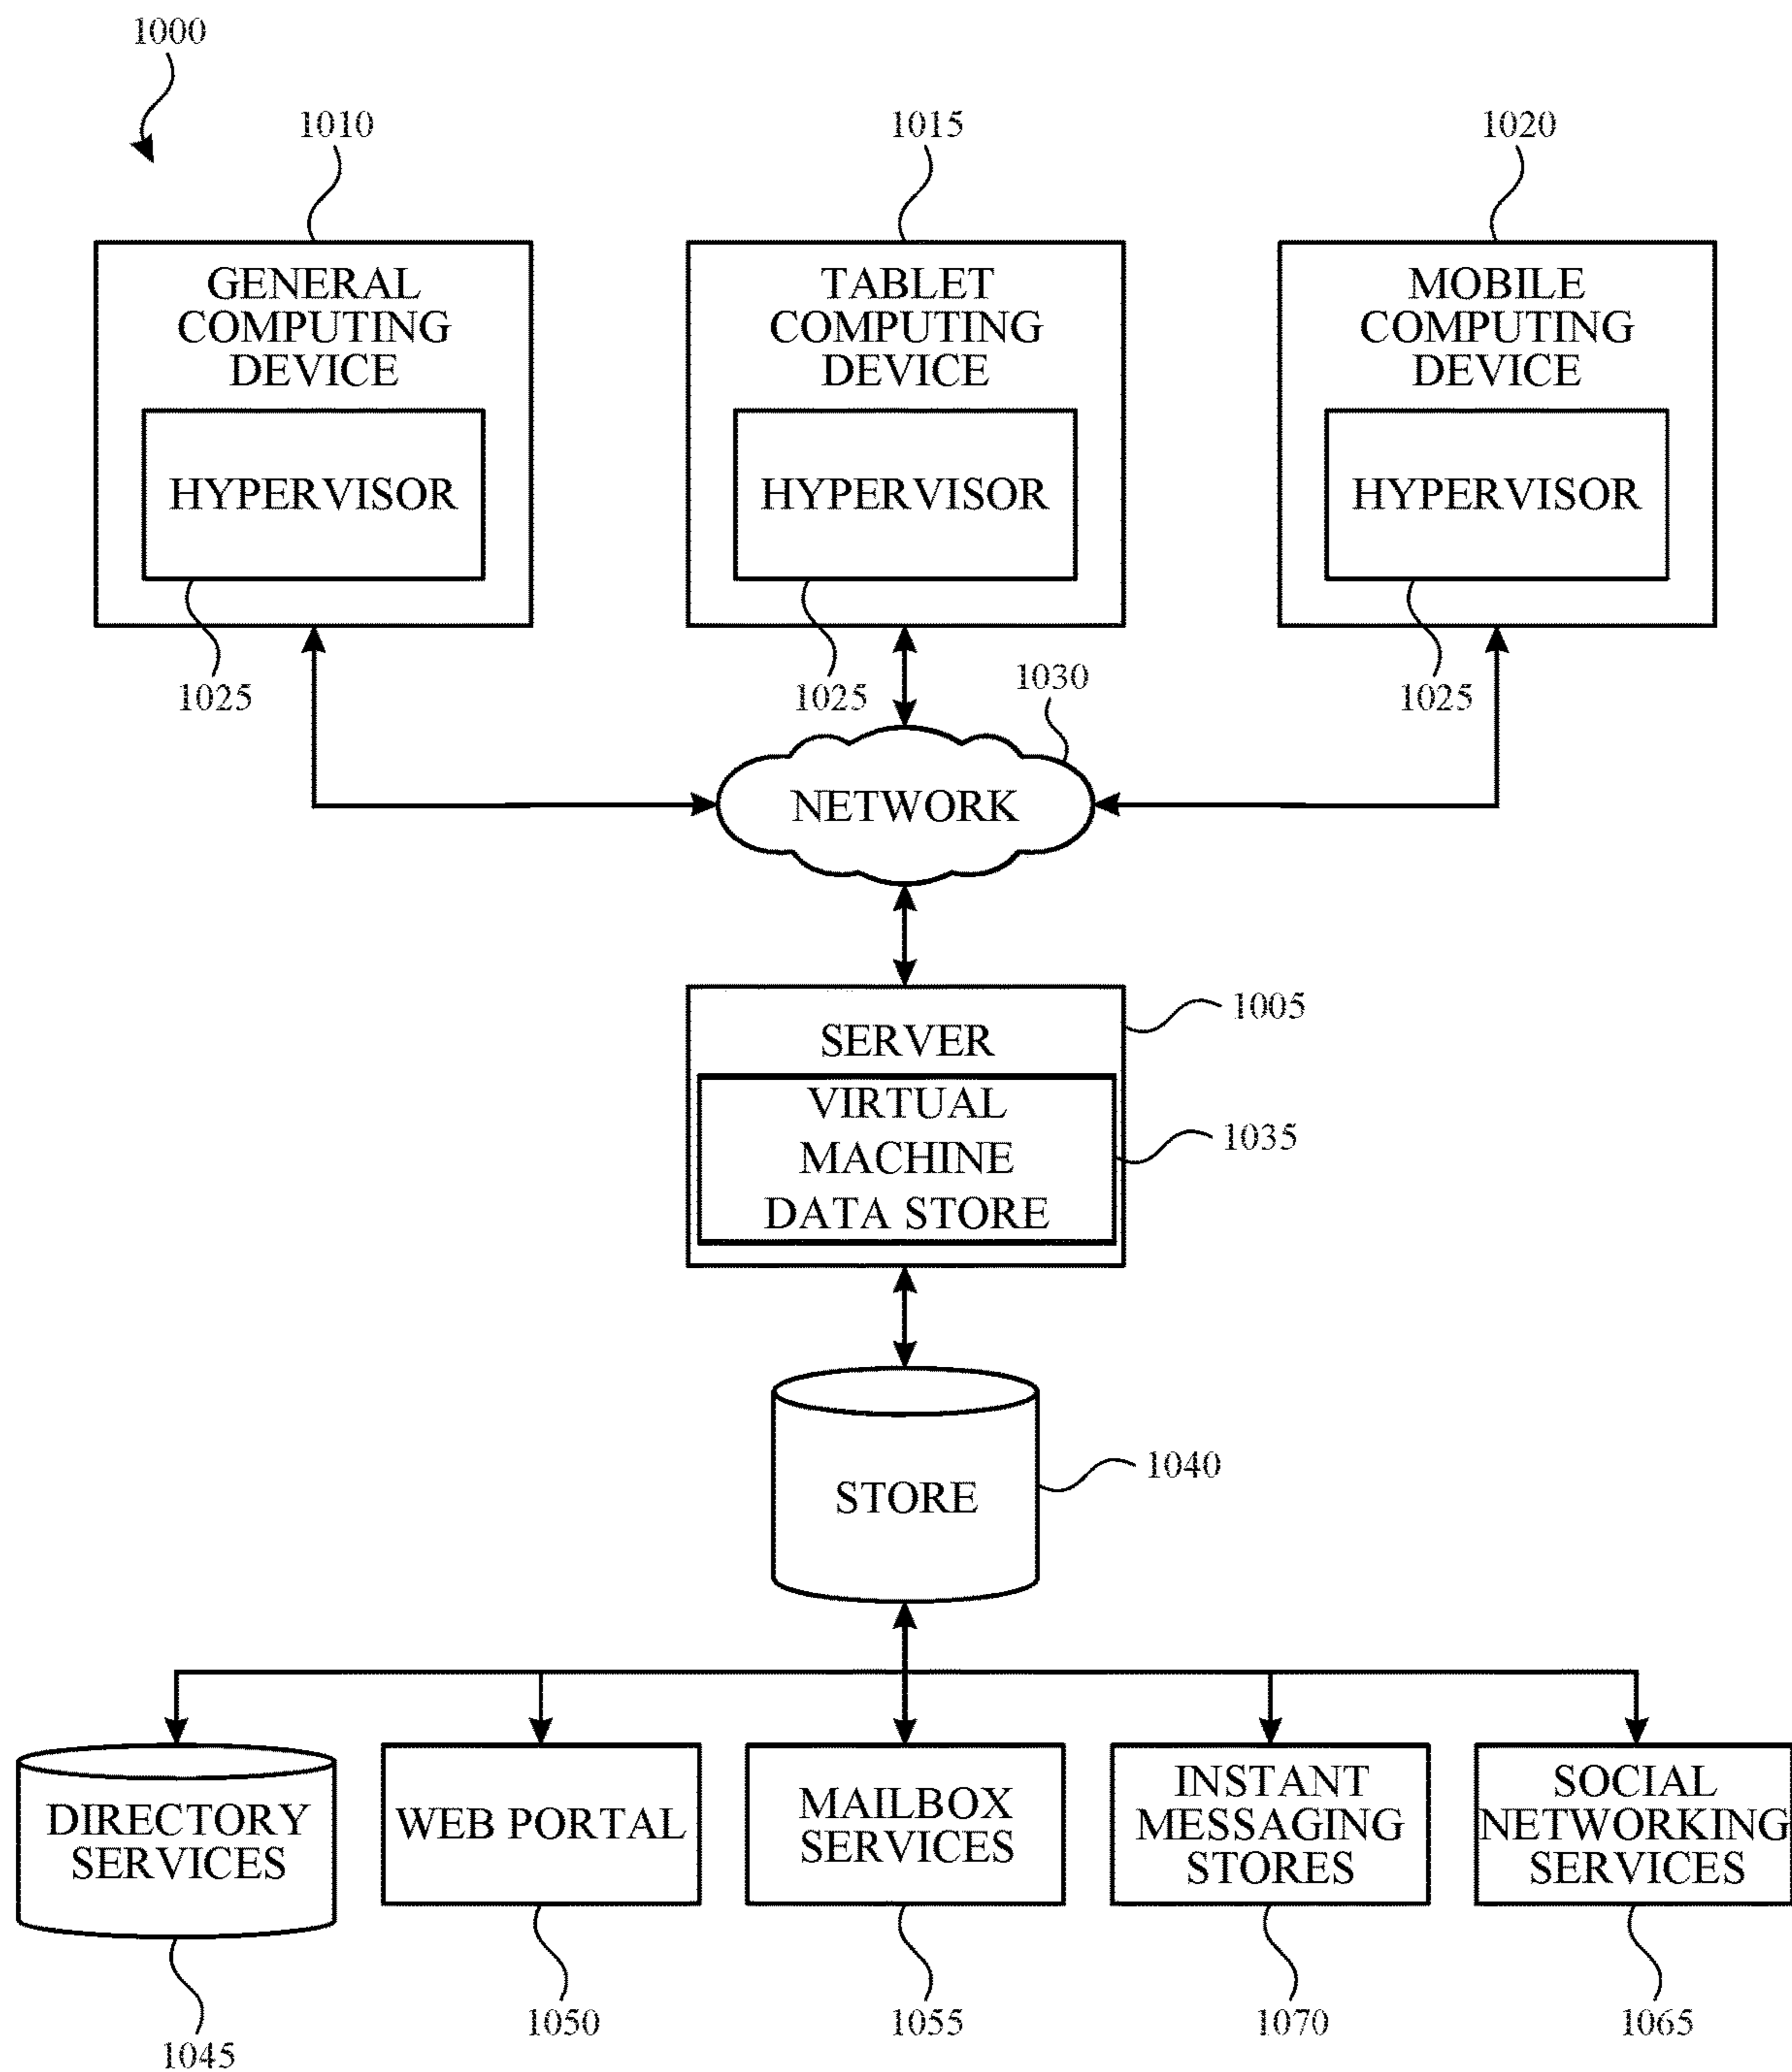 1000
1010
1015
1020
GENERAL
COMPUTING
DEVICE
HYPERVISOR
1025
TABLET
COMPUTING
DEVICE
HYPERVISOR
1025
MOBILE
COMPUTING
DEVICE
HYPERVISOR
1025
1030
NETWORK
SERVER
1005
VIRTUAL
MACHINE
DATA STORE
1035
STORE
1040
DIRECTORY
SERVICES
WEB PORTAL
MAILBOX
SERVICES
INSTANT
MESSAGING
STORES
SOCIAL
NETWORKING
SERVICES
1045
1050
1055
1070
1065